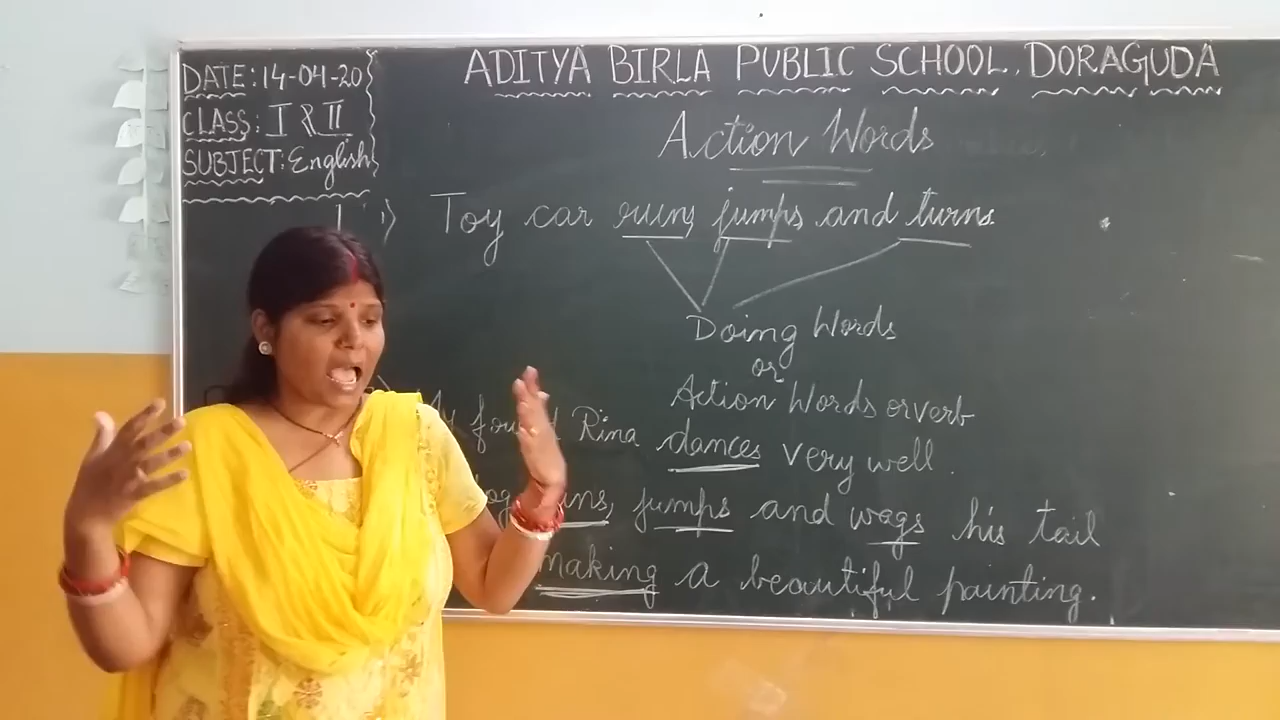 DATE: 14-04-20
CLASS: I & II
SUBJECT: English
ADITYA BIRLA PUBLIC SCHOOL, DORAGUDA
Action Words
1) Toy car runs jumps and turns
Doing Words
or
Action Words or verb
Rina dances very well.
jumps and wags his tail
making a beautiful painting.